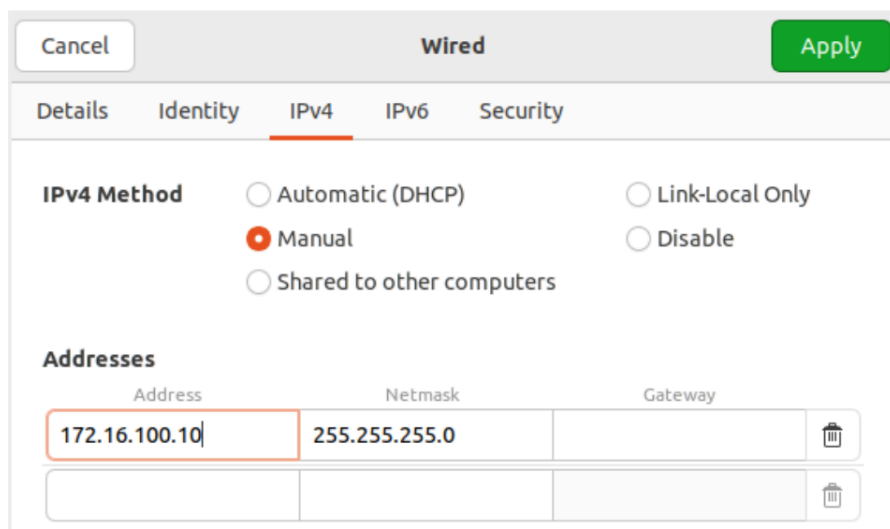 Cancel Wired Apply
Details Identity IPv4 IPv6 Security
IPv4 Method Automatic (DHCP) Link-Local Only
Manual Disable
Shared to other computers
Addresses
Address Netmask Gateway
172.16.100.10 255.255.255.0